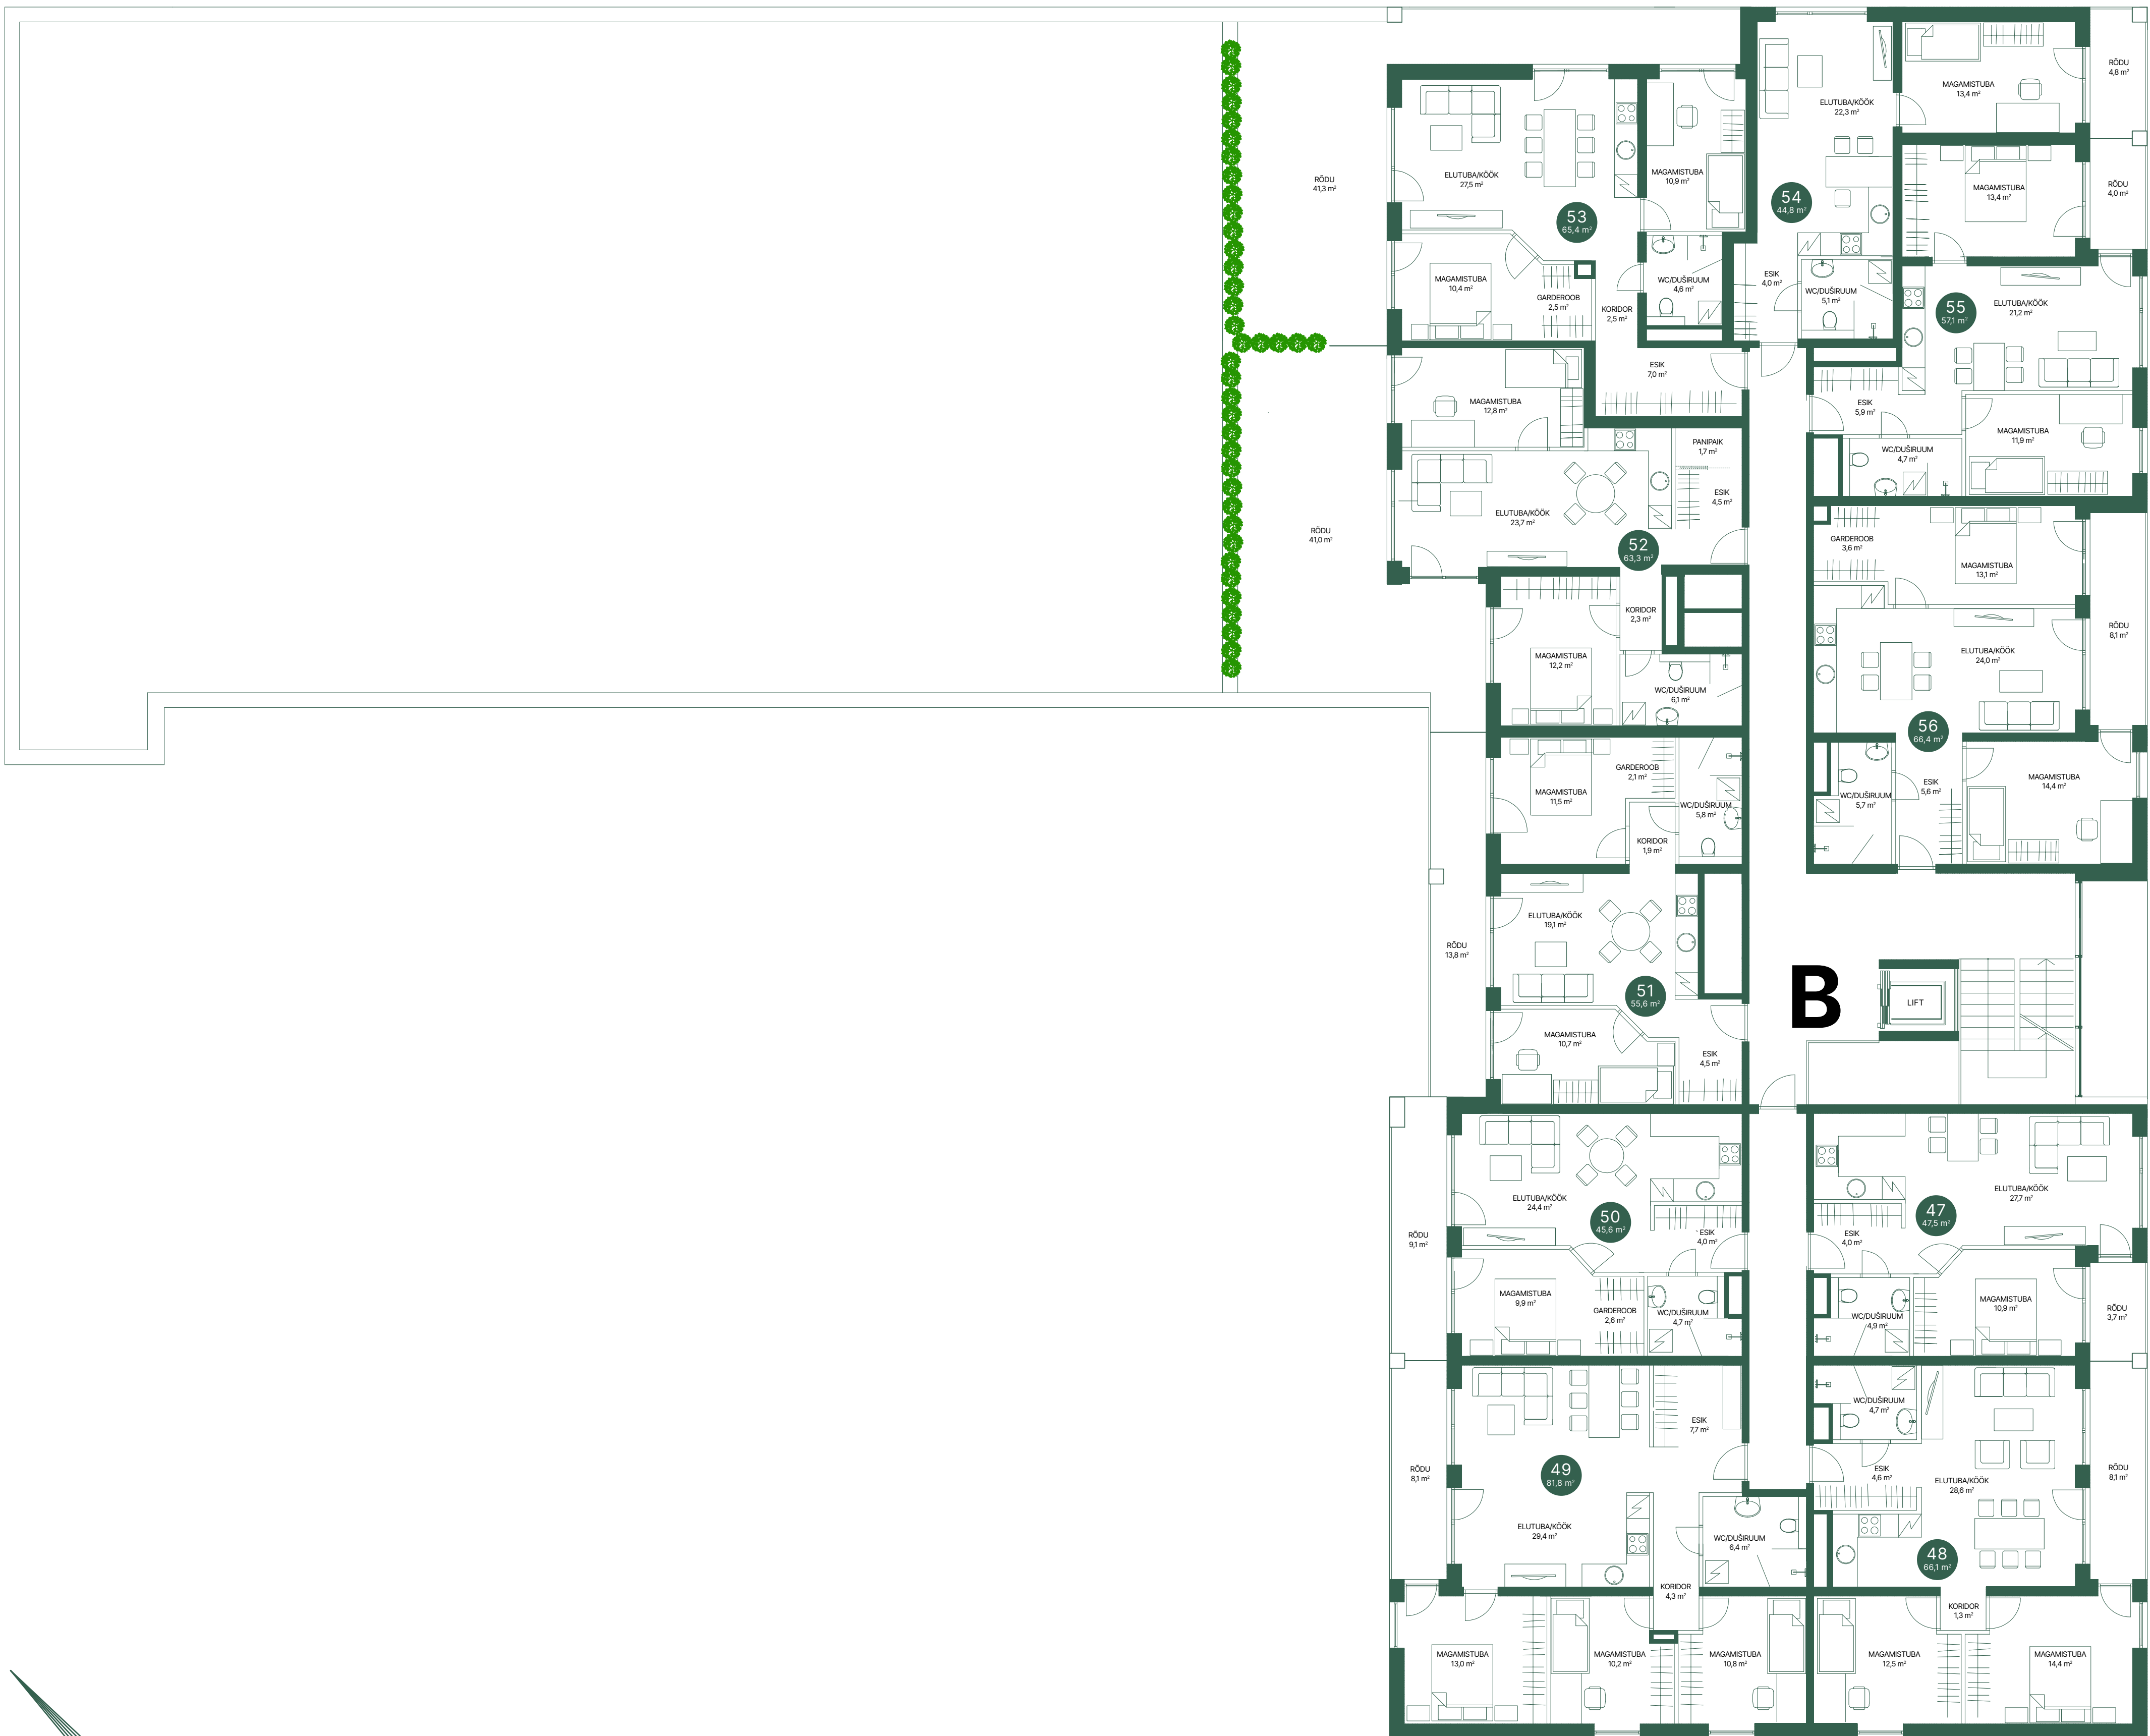 RÕDU
41,3 m²
ELUTUBA/KÖÖK
27,5 m²
53
65,4 m²
MAGAMISTUBA
10,9 m²
MAGAMISTUBA
10,4 m²
GARDEROOB
2,5 m²
KORIDOR
2,5 m²
WC/DUŠIRUUM
4,6 m²
ESIK
7,0 m²
ELUTUBA/KÖÖK
22,3 m²
54
44,8 m²
ESIK
4,0 m²
WC/DUŠIRUUM
5,1 m²
MAGAMISTUBA
13,4 m²
RÕDU
4,8 m²
MAGAMISTUBA
13,4 m²
RÕDU
4,0 m²
55
57,1 m²
ELUTUBA/KÖÖK
21,2 m²
ESIK
5,9 m²
WC/DUŠIRUUM
4,7 m²
MAGAMISTUBA
11,9 m²
RÕDU
41,0 m²
MAGAMISTUBA
12,8 m²
PANIPAIK
1,7 m²
ESIK
4,5 m²
ELUTUBA/KÖÖK
23,7 m²
52
63,3 m²
KORIDOR
2,3 m²
MAGAMISTUBA
12,2 m²
WC/DUŠIRUUM
6,1 m²
GARDEROOB
3,6 m²
MAGAMISTUBA
13,1 m²
RÕDU
8,1 m²
ELUTUBA/KÖÖK
24,0 m²
56
66,4 m²
WC/DUŠIRUUM
5,7 m²
ESIK
5,6 m²
MAGAMISTUBA
14,4 m²
GARDEROOB
2,1 m²
MAGAMISTUBA
11,5 m²
WC/DUŠIRUUM
5,8 m²
KORIDOR
1,9 m²
RÕDU
13,8 m²
ELUTUBA/KÖÖK
19,1 m²
51
55,6 m²
MAGAMISTUBA
10,7 m²
ESIK
4,5 m²
B
LIFT
RÕDU
9,1 m²
ELUTUBA/KÖÖK
24,4 m²
50
45,6 m²
ESIK
4,0 m²
MAGAMISTUBA
9,9 m²
GARDEROOB
2,6 m²
WC/DUŠIRUUM
4,7 m²
ELUTUBA/KÖÖK
27,7 m²
47
47,5 m²
ESIK
4,0 m²
WC/DUŠIRUUM
4,9 m²
MAGAMISTUBA
10,9 m²
RÕDU
3,7 m²
RÕDU
8,1 m²
ESIK
7,7 m²
49
81,8 m²
ELUTUBA/KÖÖK
29,4 m²
WC/DUŠIRUUM
6,4 m²
KORIDOR
4,3 m²
MAGAMISTUBA
13,0 m²
MAGAMISTUBA
10,2 m²
MAGAMISTUBA
10,8 m²
WC/DUŠIRUUM
4,7 m²
ESIK
4,6 m²
ELUTUBA/KÖÖK
28,6 m²
RÕDU
8,1 m²
48
66,1 m²
KORIDOR
1,3 m²
MAGAMISTUBA
12,5 m²
MAGAMISTUBA
14,4 m²